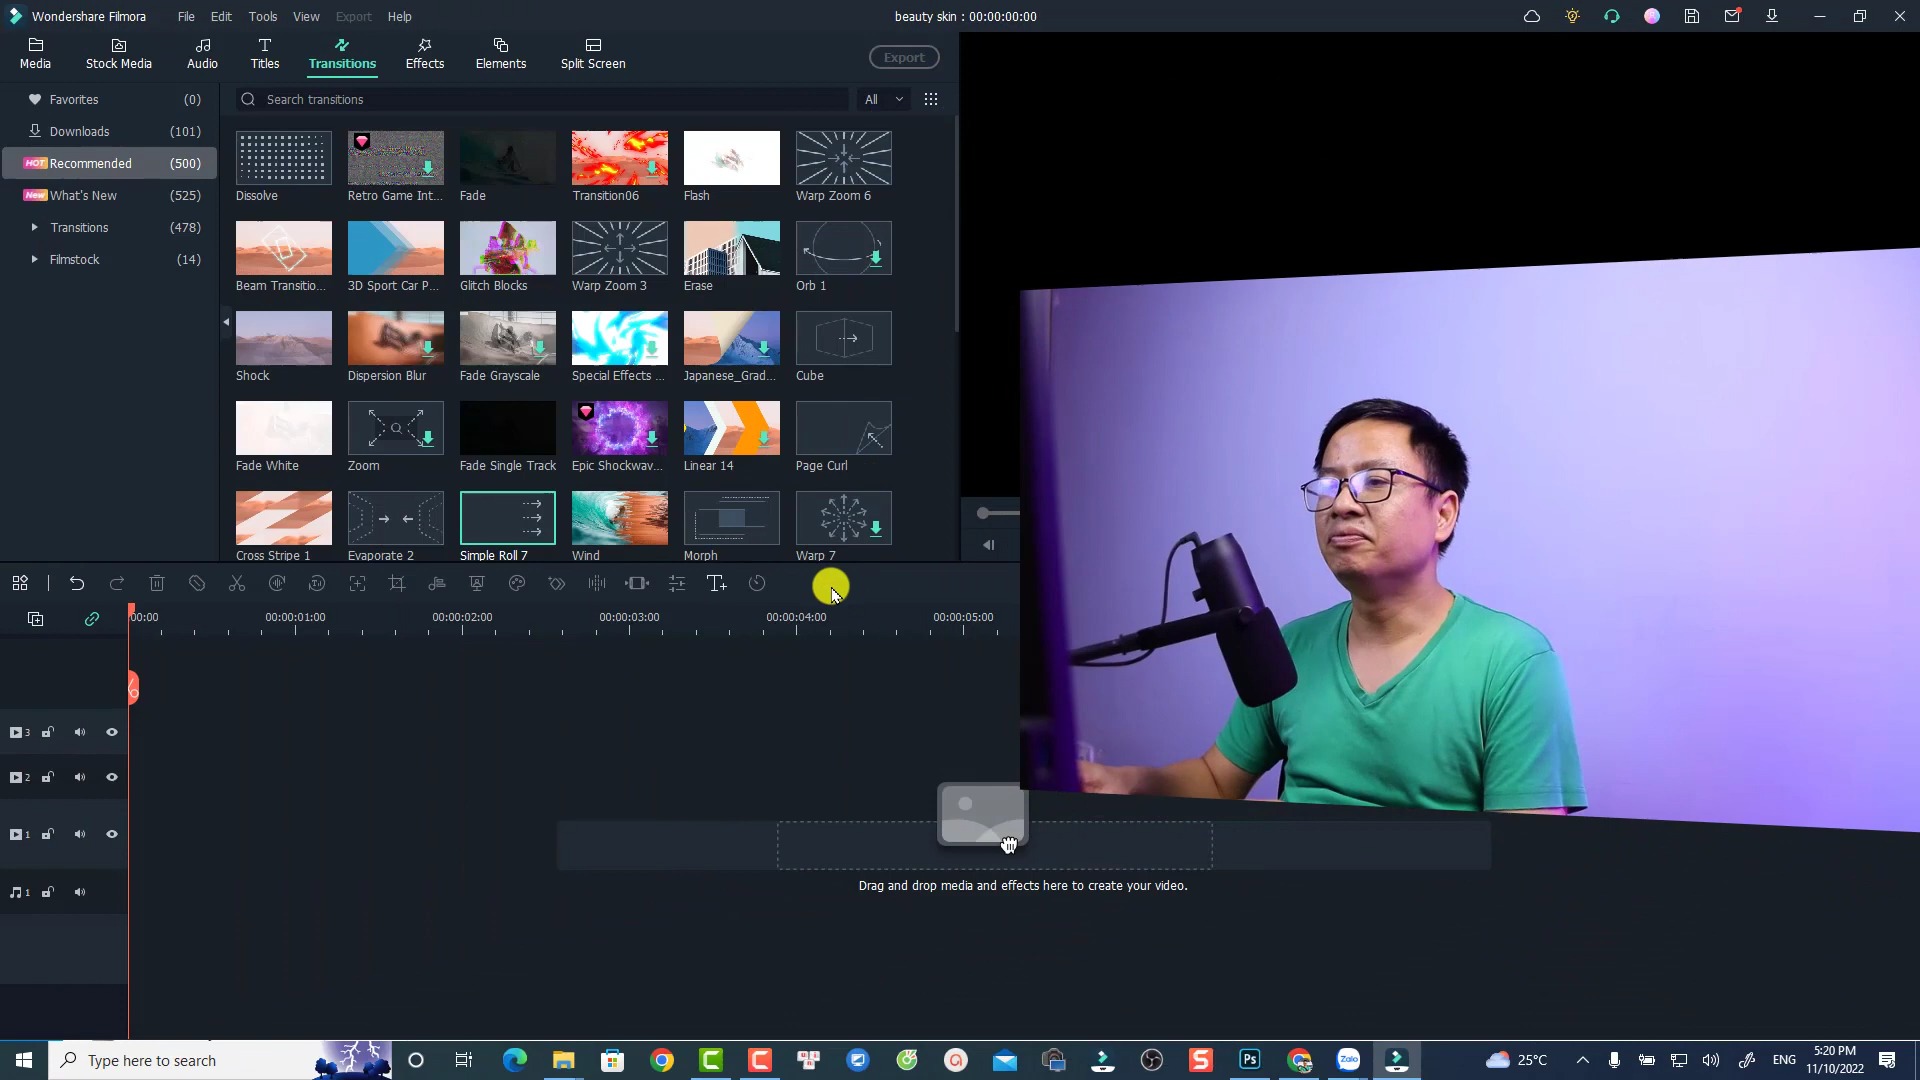 Wondershare Filmora File Edit Tools View Export Help beauty skin : 00:00:00:00
Media Stock Media Audio Titles Transitions Effects Elements Split Screen Export
Favorites (0)
Downloads (101)
HOT Recommended (500)
New What's New (525)
Transitions (478)
Filmstock (14)
Search transitions All
Dissolve Retro Game Int... Fade Transition06 Flash Warp Zoom 6
Beam Transitio... 3D Sport Car P... Glitch Blocks Warp Zoom 3 Erase Orb 1
Shock Dispersion Blur Fade Grayscale Special Effects ... Japanese_Grad... Cube
Fade White Zoom Fade Single Track Epic Shockwav... Linear 14 Page Curl
Cross Stripe 1 Evaporate 2 Simple Roll 7 Wind Morph Warp 7
00:00 00:00:01:00 00:00:02:00 00:00:03:00 00:00:04:00 00:00:05:00
3
2
1
1
Drag and drop media and effects here to create your video.
Type here to search
Ps
Zalo
25°C
ENG
5:20 PM
11/10/2022